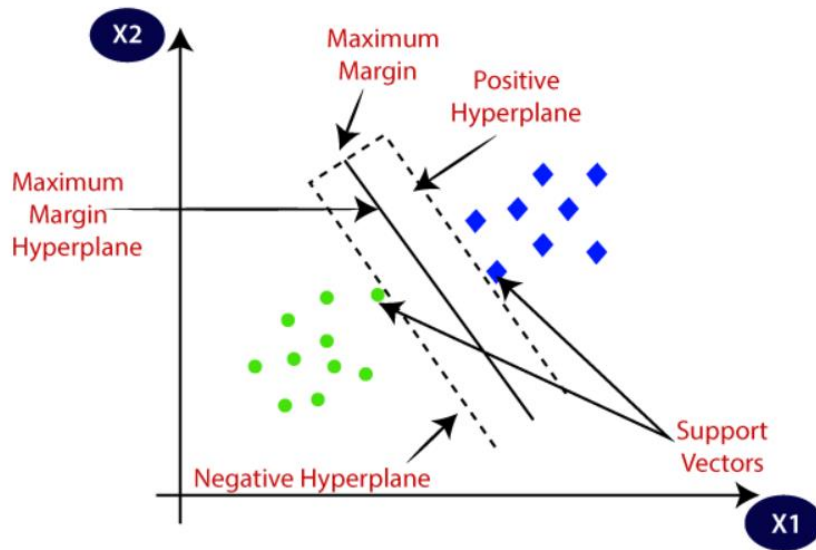 X2
Maximum
Margin
Positive
Hyperplane
Maximum
Margin
Hyperplane
Support
Vectors
Negative Hyperplane
X1